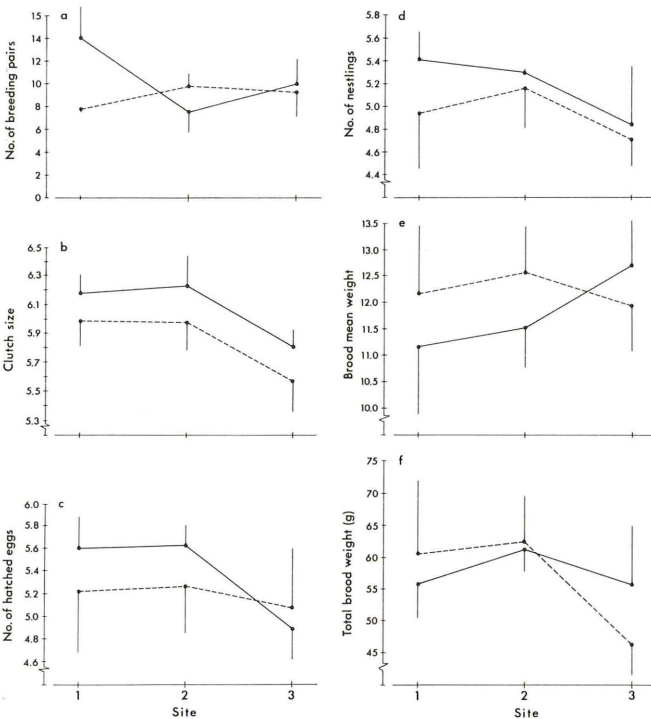 a
No. of breeding pairs
15
14
12
10
8
6
4
2
0
b
Clutch size
6.5
6.3
6.1
5.9
5.7
5.5
5.3
c
No. of hatched eggs
6.0
5.6
5.2
5.0
4.8
4.6
1 2 3
Site
d
No. of nestlings
5.8
5.6
5.4
5.2
5.0
4.8
4.6
4.4
e
Brood mean weight
13.5
13.0
12.5
12.0
11.5
11.0
10.5
10.0
f
Total brood weight (g)
75
70
65
60
55
50
45
1 2 3
Site